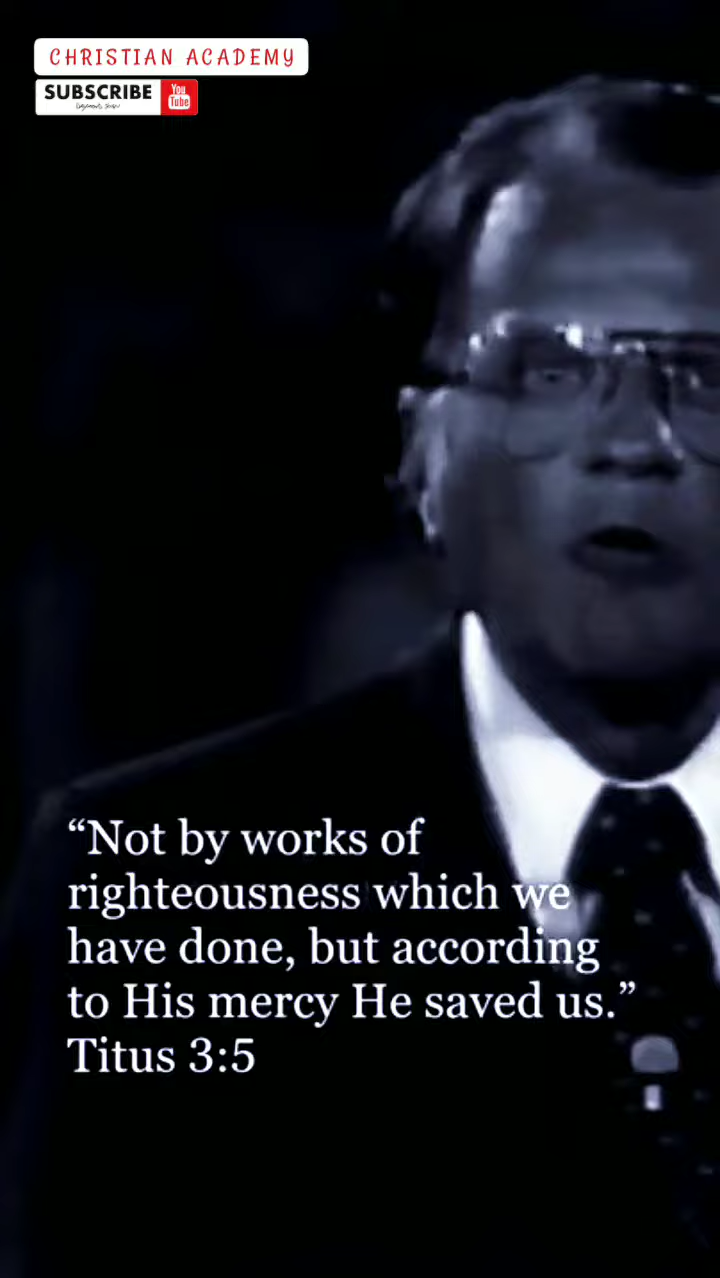 CHRISTIAN ACADEMY
SUBSCRIBE
You
Tube
“Not by works of
righteousness which we
have done, but according
to His mercy He saved us.”
Titus 3:5